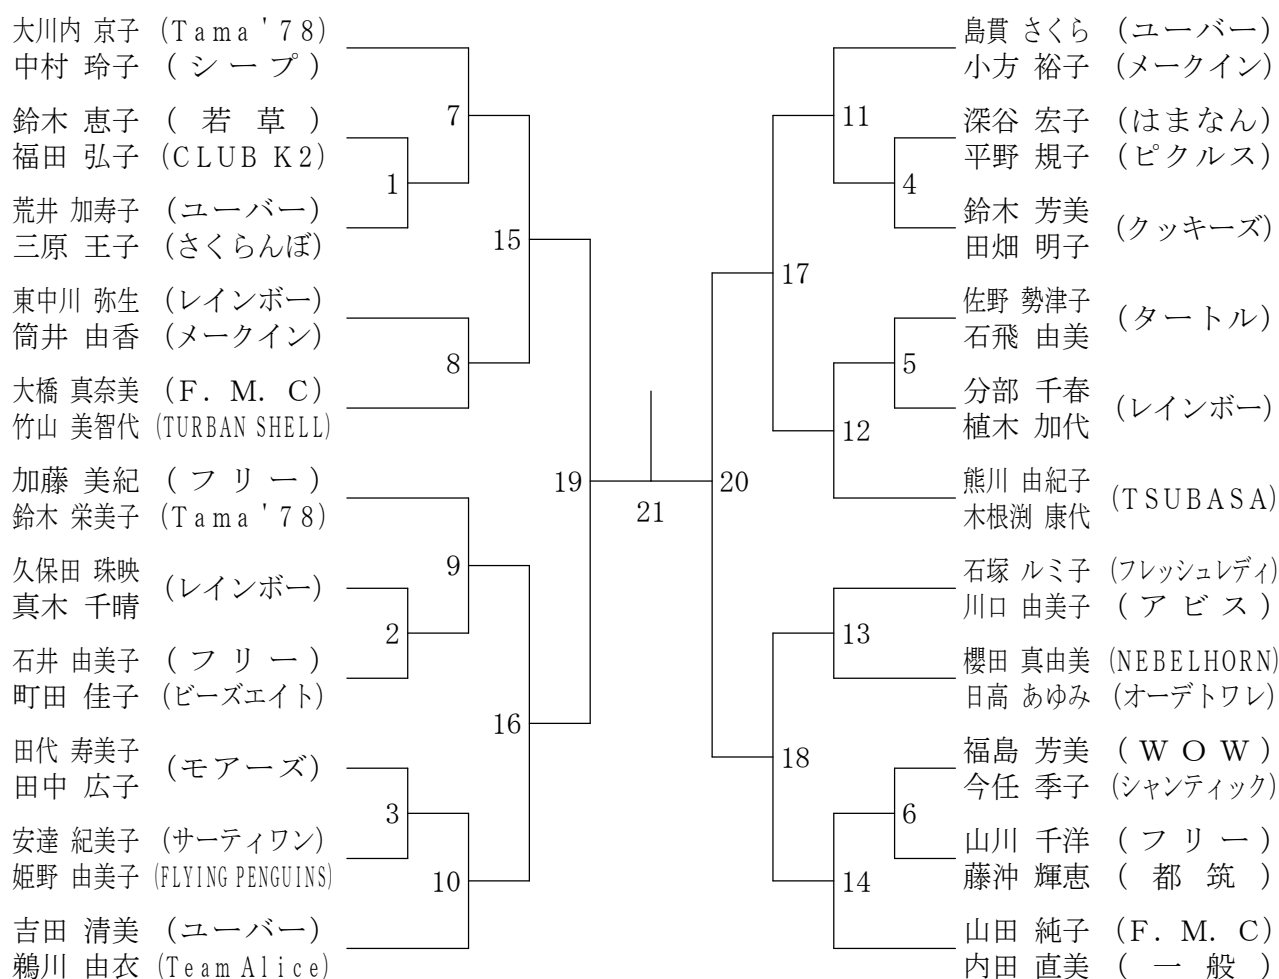 大川内 京子 (Tama'78)
中村 玲子 (シープ)
鈴木 恵子 (若草)
福田 弘子 (CLUB K2)
荒井 加寿子 (ユーバー)
三原 王子 (さくらんぼ)
東中川 弥生 (レインボー)
筒井 由香 (メークイン)
大橋 真奈美 (F. M. C)
竹山 美智代 (TURBAN SHELL)
加藤 美紀 (フリー)
鈴木 栄美子 (Tama'78)
久保田 珠映
真木 千晴
(レインボー)
石井 由美子 (フリー)
町田 佳子 (ビーズエイト)
田代 寿美子
田中 広子
(モアーズ)
安達 紀美子 (サーティワン)
姫野 由美子 (FLYING PENGUINS)
吉田 清美 (ユーバー)
鵜川 由衣 (Team Alice)
7
1
15
8
19
9
2
16
3
10
21
11
4
17
5
12
20
13
18
6
14
島貫 さくら (ユーバー)
小方 裕子 (メークイン)
深谷 宏子 (はまなん)
平野 規子 (ピクルス)
鈴木 芳美
田畑 明子
(クッキーズ)
佐野 勢津子
石飛 由美
(タートル)
分部 千春
植木 加代
(レインボー)
熊川 由紀子
木根渕 康代
(TSUBASA)
石塚 ルミ子 (フレッシュレディ)
川口 由美子 (アビス)
櫻田 真由美 (NEBELHORN)
日高 あゆみ (オーデトワレ)
福島 芳美 (WOW)
今任 季子 (シャンティック)
山川 千洋 (フリー)
藤沖 輝恵 (都筑)
山田 純子 (F. M. C)
内田 直美 (一般)